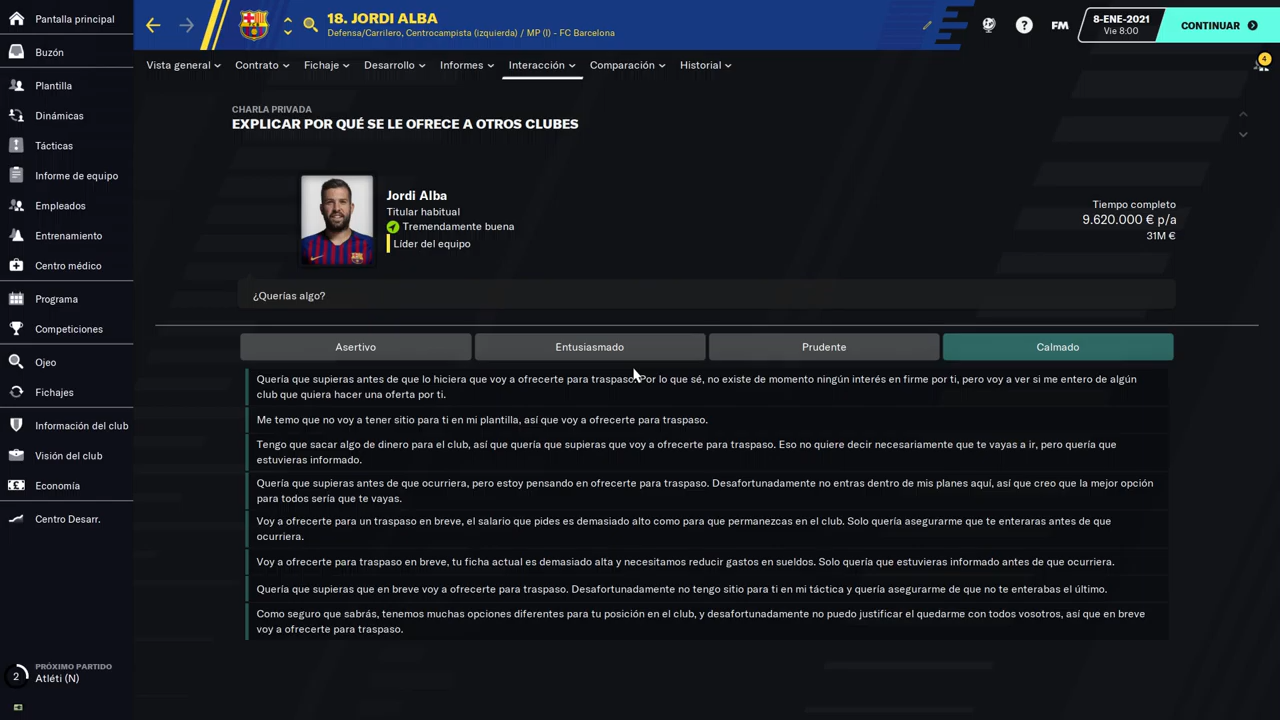 Pantalla principal
Buzón
Plantilla
Dinámicas
Tácticas
Informe de equipo
Empleados
Entrenamiento
Centro médico
Programa
Competiciones
Ojeo
Fichajes
Información del club
Visión del club
Economía
Centro Desarr.
2
PRÓXIMO PARTIDO
Atléti (N)
18. JORDI ALBA
Defensa/Carrilero, Centrocampista (izquierda) / MP (I) - FC Barcelona
?
FM
8-ENE-2021
Vie 8:00
CONTINUAR
Vista general
Contrato
Fichaje
Desarrollo
Informes
Interacción
Comparación
Historial
4
CHARLA PRIVADA
EXPLICAR POR QUÉ SE LE OFRECE A OTROS CLUBES
Jordi Alba
Titular habitual
Tremendamente buena
Líder del equipo
Tiempo completo
9.620.000 € p/a
31M €
¿Querías algo?
Asertivo
Entusiasmado
Prudente
Calmado
Quería que supieras antes de que lo hiciera que voy a ofrecerte para traspaso. Por lo que sé, no existe de momento ningún interés en firme por ti, pero voy a ver si me entero de algún
club que quiera hacer una oferta por ti.
Me temo que no voy a tener sitio para ti en mi plantilla, así que voy a ofrecerte para traspaso.
Tengo que sacar algo de dinero para el club, así que quería que supieras que voy a ofrecerte para traspaso. Eso no quiere decir necesariamente que te vayas a ir, pero quería que
estuvieras informado.
Quería que supieras antes de que ocurriera, pero estoy pensando en ofrecerte para traspaso. Desafortunadamente no entras dentro de mis planes aquí, así que creo que la mejor opción
para todos sería que te vayas.
Voy a ofrecerte para un traspaso en breve, el salario que pides es demasiado alto como para que permanezcas en el club. Solo quería asegurarme que te enteraras antes de que
ocurriera.
Voy a ofrecerte para traspaso en breve, tu ficha actual es demasiado alta y necesitamos reducir gastos en sueldos. Solo quería que estuvieras informado antes de que ocurriera.
Quería que supieras que en breve voy a ofrecerte para traspaso. Desafortunadamente no tengo sitio para ti en mi táctica y quería asegurarme de que no te enterabas el último.
Como seguro que sabrás, tenemos muchas opciones diferentes para tu posición en el club, y desafortunadamente no puedo justificar el quedarme con todos vosotros, así que en breve
voy a ofrecerte para traspaso.